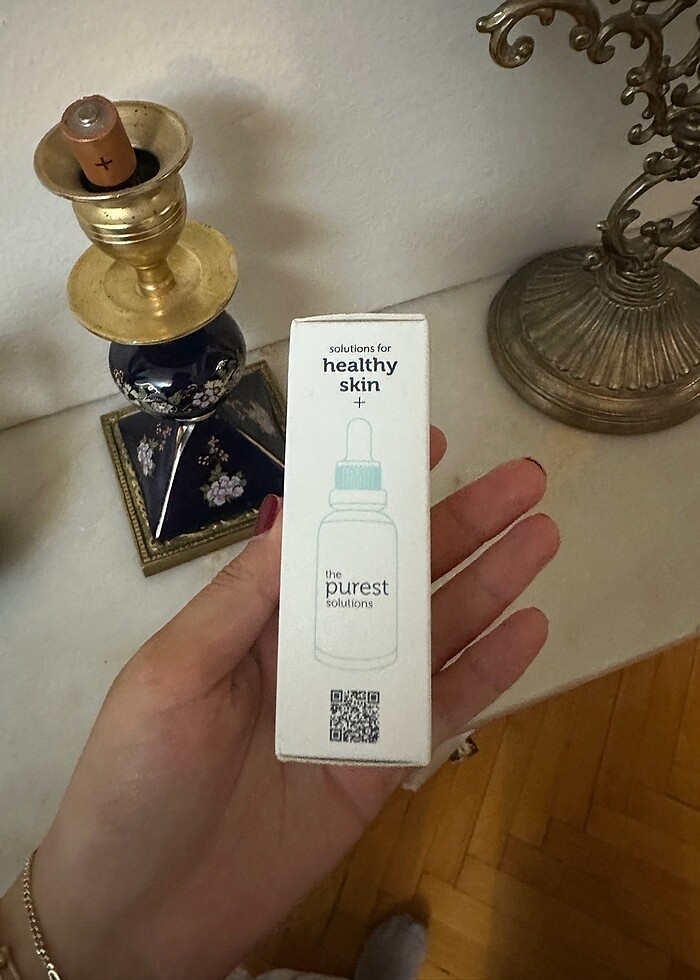 +
solutions for
healthy
skin
+
the
purest
solutions